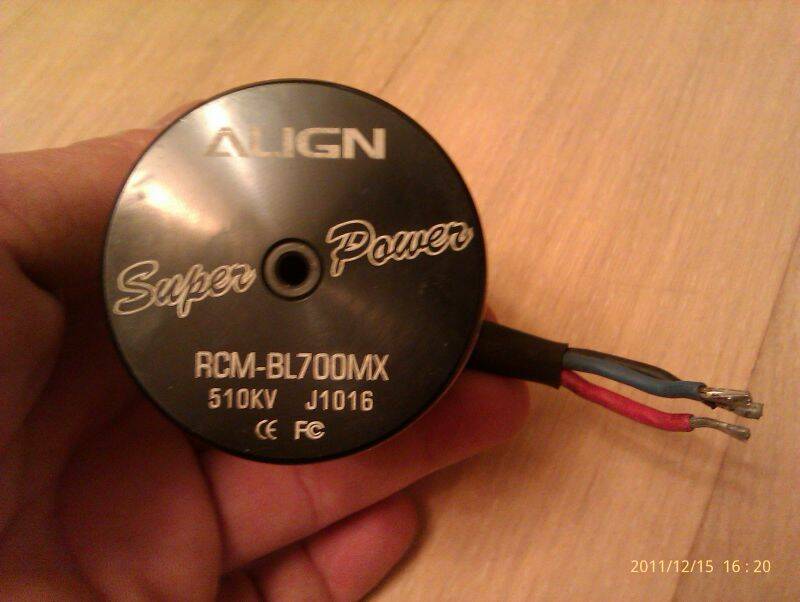 ALIGN
Super Power
RCM-BL700MX
510KV J1016
CE FC
2011/12/15 16:20